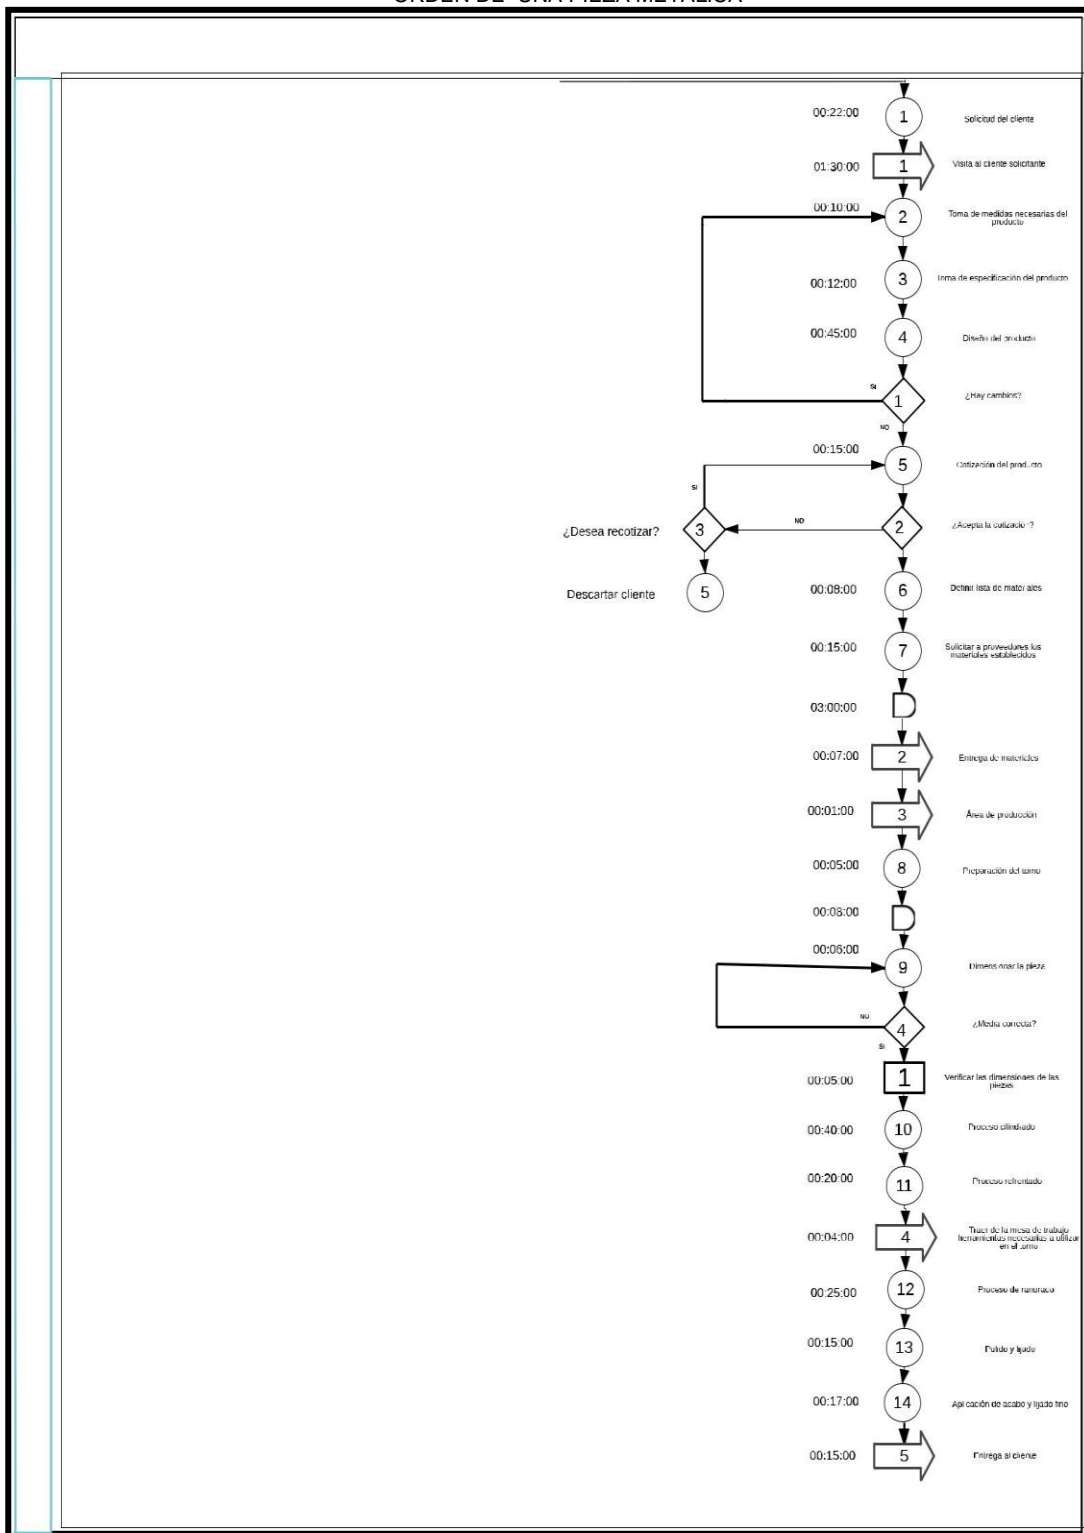 ORDEN DE UNA PIEZA METALICA
00:22:00 1 Solicitud del cliente
01:30:00 1 Visita al cliente solicitante
00:10:00 2 Toma de medidas necesarias del
producto
00:12:00 3 Toma de especificación del producto
00:45:00 4 Diseño del producto
SI
1 ¿Hay cambios?
NO
00:15:00 5 Cotización del producto
SI
¿Desea recotizar? 3 NO 2 ¿Acepta la cotización?
Descartar cliente 5 00:08:00 6 Definir lista de materiales
00:15:00 7 Solicitar a proveedores los
materiales establecidos
03:00:00
00:07:00 2 Entrega de materiales
00:01:00 3 Área de producción
00:05:00 8 Preparación del torno
00:08:00
00:06:00 9 Dimensionar la pieza
NO
4 ¿Medida correcta?
SI
00:05:00 1 Verificar las dimensiones de las
piezas
00:40:00 10 Proceso cilindrado
00:20:00 11 Proceso refrentado
00:04:00 4 Traer de la mesa de trabajo
herramientas necesarias a utilizar
en el torno
00:25:00 12 Proceso de ranurado
00:15:00 13 Pulido y lijado
00:17:00 14 Aplicación de acabo y lijado fino
00:15:00 5 Entrega al cliente